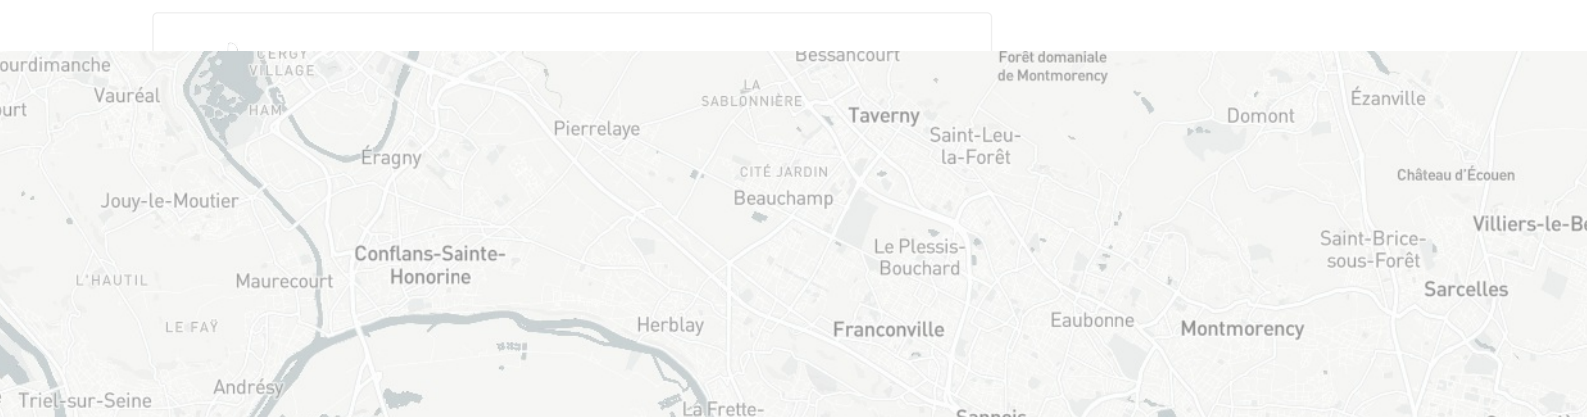 CERGY
VILLAGE
Bessancourt
Forêt domaniale
de Montmorency
ourdimanche
Vauréal
LA
SABLONNIÈRE
Ézanville
urt
HAM
Taverny
Domont
Pierrelaye
Saint-Leu-
la-Forêt
Éragny
CITÉ JARDIN
Château d'Écouen
Jouy-le-Moutier
Beauchamp
Villiers-le-Be
Conflans-Sainte-
Honorine
Le Plessis-
Bouchard
Saint-Brice-
sous-Forêt
L'HAUTIL
Maurecourt
Sarcelles
LE FAŸ
Herblay
Franconville
Eaubonne
Montmorency
Andrésy
Triel-sur-Seine
La Frette-
Sannois